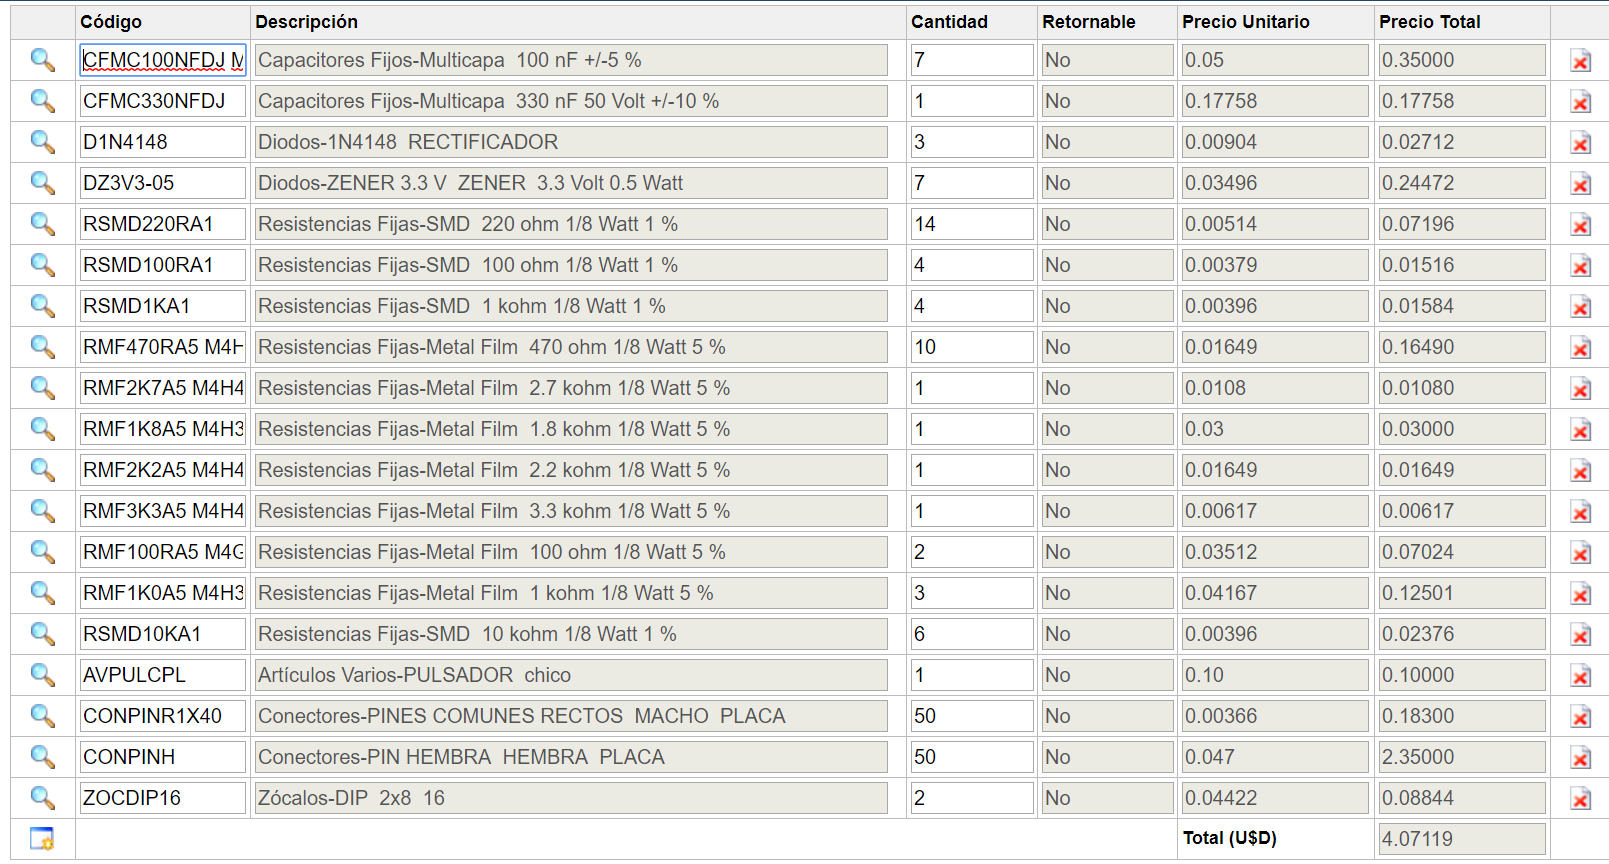 Código Descripción Cantidad Retornable Precio Unitario Precio Total
CFMC100NFDJ M Capacitores Fijos-Multicapa 100 nF +/-5 % 7 No 0.05 0.35000
CFMC330NFDJ Capacitores Fijos-Multicapa 330 nF 50 Volt +/-10 % 1 No 0.17758 0.17758
D1N4148 Diodos-1N4148 RECTIFICADOR 3 No 0.00904 0.02712
DZ3V3-05 Diodos-ZENER 3.3 V ZENER 3.3 Volt 0.5 Watt 7 No 0.03496 0.24472
RSMD220RA1 Resistencias Fijas-SMD 220 ohm 1/8 Watt 1 % 14 No 0.00514 0.07196
RSMD100RA1 Resistencias Fijas-SMD 100 ohm 1/8 Watt 1 % 4 No 0.00379 0.01516
RSMD1KA1 Resistencias Fijas-SMD 1 kohm 1/8 Watt 1 % 4 No 0.00396 0.01584
RMF470RA5 M4H Resistencias Fijas-Metal Film 470 ohm 1/8 Watt 5 % 10 No 0.01649 0.16490
RMF2K7A5 M4H4 Resistencias Fijas-Metal Film 2.7 kohm 1/8 Watt 5 % 1 No 0.0108 0.01080
RMF1K8A5 M4H3 Resistencias Fijas-Metal Film 1.8 kohm 1/8 Watt 5 % 1 No 0.03 0.03000
RMF2K2A5 M4H4 Resistencias Fijas-Metal Film 2.2 kohm 1/8 Watt 5 % 1 No 0.01649 0.01649
RMF3K3A5 M4H4 Resistencias Fijas-Metal Film 3.3 kohm 1/8 Watt 5 % 1 No 0.00617 0.00617
RMF100RA5 M4G Resistencias Fijas-Metal Film 100 ohm 1/8 Watt 5 % 2 No 0.03512 0.07024
RMF1K0A5 M4H3 Resistencias Fijas-Metal Film 1 kohm 1/8 Watt 5 % 3 No 0.04167 0.12501
RSMD10KA1 Resistencias Fijas-SMD 10 kohm 1/8 Watt 1 % 6 No 0.00396 0.02376
AVPULCPL Artículos Varios-PULSADOR chico 1 No 0.10 0.10000
CONPINR1X40 Conectores-PINES COMUNES RECTOS MACHO PLACA 50 No 0.00366 0.18300
CONPINH Conectores-PIN HEMBRA HEMBRA PLACA 50 No 0.047 2.35000
ZOCDIP16 Zócalos-DIP 2x8 16 2 No 0.04422 0.08844
Total (U$D) 4.07119